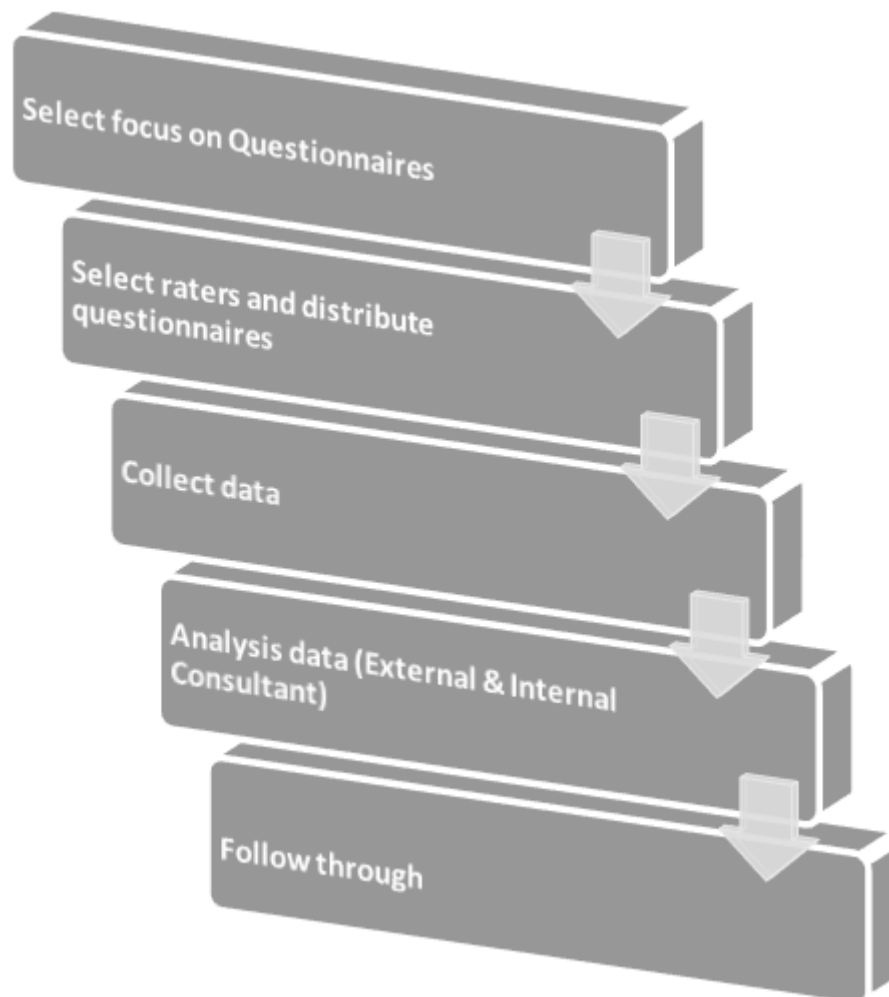 Select focus on Questionnaires
Select raters and distribute
questionnaires
Collect data
Analysis data (External & Internal
Consultant)
Follow through